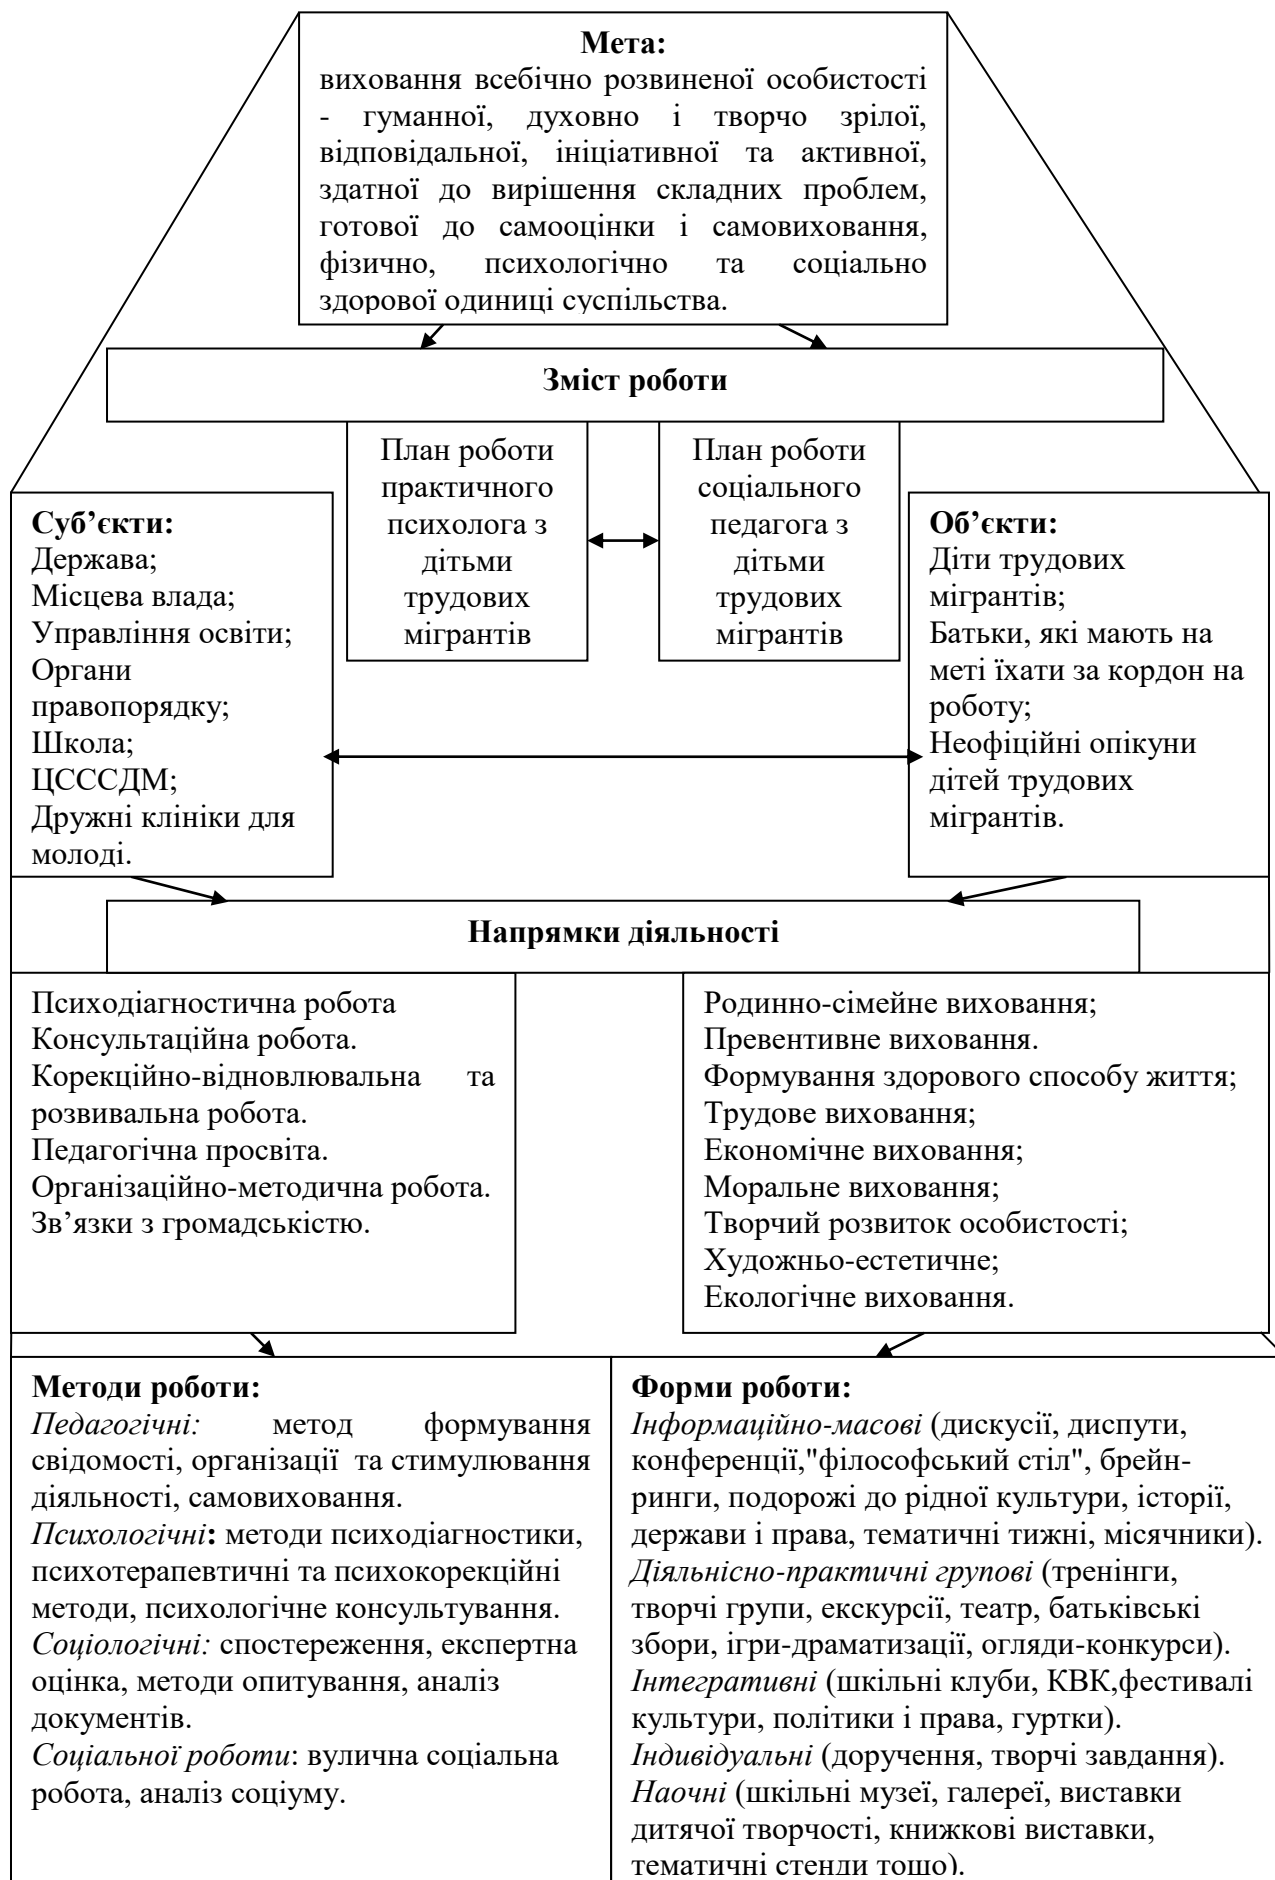 Мета:
виховання всебічно розвиненої особистості
- гуманної, духовно і творчо зрілої,
відповідальної, ініціативної та активної,
здатної до вирішення складних проблем,
готової до самооцінки і самовиховання,
фізично, психологічно та соціально
здорової одиниці суспільства.
Зміст роботи
План роботи
практичного
психолога з
дітьми
трудових
мігрантів
План роботи
соціального
педагога з
дітьми
трудових
мігрантів
Суб’єкти:
Держава;
Місцева влада;
Управління освіти;
Органи
правопорядку;
Школа;
ЦСССДМ;
Дружні клініки для
молоді.
Об’єкти:
Діти трудових
мігрантів;
Батьки, які мають на
меті їхати за кордон на
роботу;
Неофіційні опікуни
дітей трудових
мігрантів.
Напрямки діяльності
Психодіагностична робота
Консультаційна робота.
Корекційно-відновлювальна та
розвивальна робота.
Педагогічна просвіта.
Організаційно-методична робота.
Зв’язки з громадськістю.
Родинно-сімейне виховання;
Превентивне виховання.
Формування здорового способу життя;
Трудове виховання;
Економічне виховання;
Моральне виховання;
Творчий розвиток особистості;
Художньо-естетичне;
Екологічне виховання.
Методи роботи:
Педагогічні: метод формування
свідомості, організації та стимулювання
діяльності, самовиховання.
Психологічні: методи психодіагностики,
психотерапевтичні та психокорекційні
методи, психологічне консультування.
Соціологічні: спостереження, експертна
оцінка, методи опитування, аналіз
документів.
Соціальної роботи: вулична соціальна
робота, аналіз соціуму.
Форми роботи:
Інформаційно-масові (дискусії, диспути,
конференції,"філософський стіл", брейн-
ринги, подорожі до рідної культури, історії,
держави і права, тематичні тижні, місячники).
Діяльнісно-практичні групові (тренінги,
творчі групи, екскурсії, театр, батьківські
збори, ігри-драматизації, огляди-конкурси).
Інтегративні (шкільні клуби, КВК,фестивалі
культури, політики і права, гуртки).
Індивідуальні (доручення, творчі завдання).
Наочні (шкільні музеї, галереї, виставки
дитячої творчості, книжкові виставки,
тематичні стенди тощо).